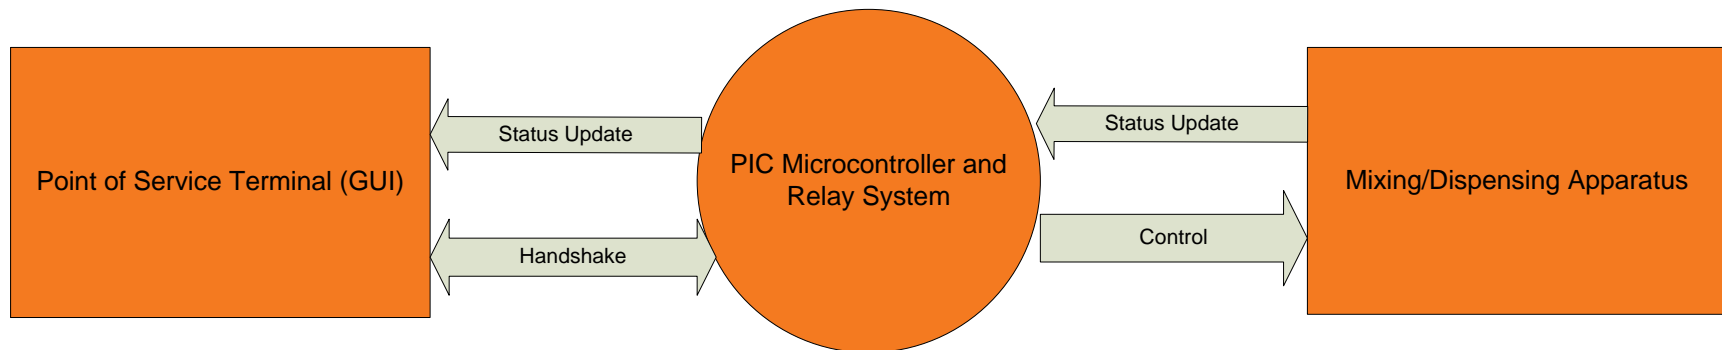 Point of Service Terminal (GUI)
Status Update
Handshake
PIC Microcontroller and
Relay System
Status Update
Control
Mixing/Dispensing Apparatus